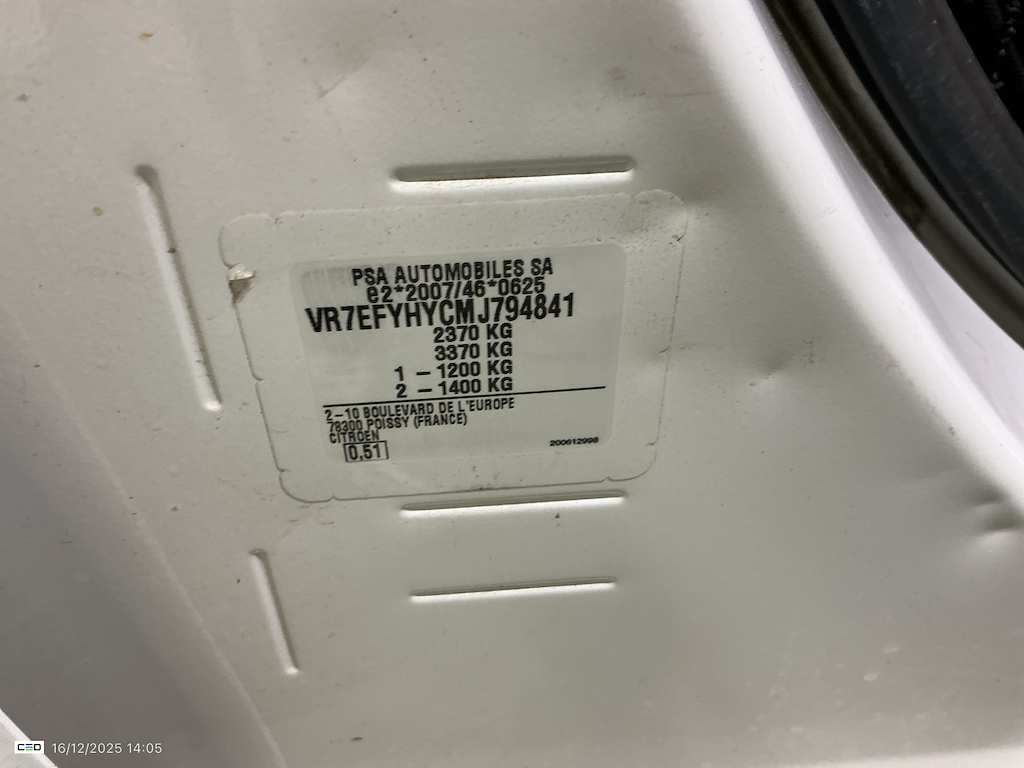 PSA AUTOMOBILES SA
e2*2007/46*0625
VR7EFYHYCMJ794841
2370 KG
3370 KG
1 – 1200 KG
2 – 1400 KG
2–10 BOULEVARD DE L'EUROPE
78300 POISSY (FRANCE)
CITROEN
0,51
200612998
CEO 16/12/2025 14:05